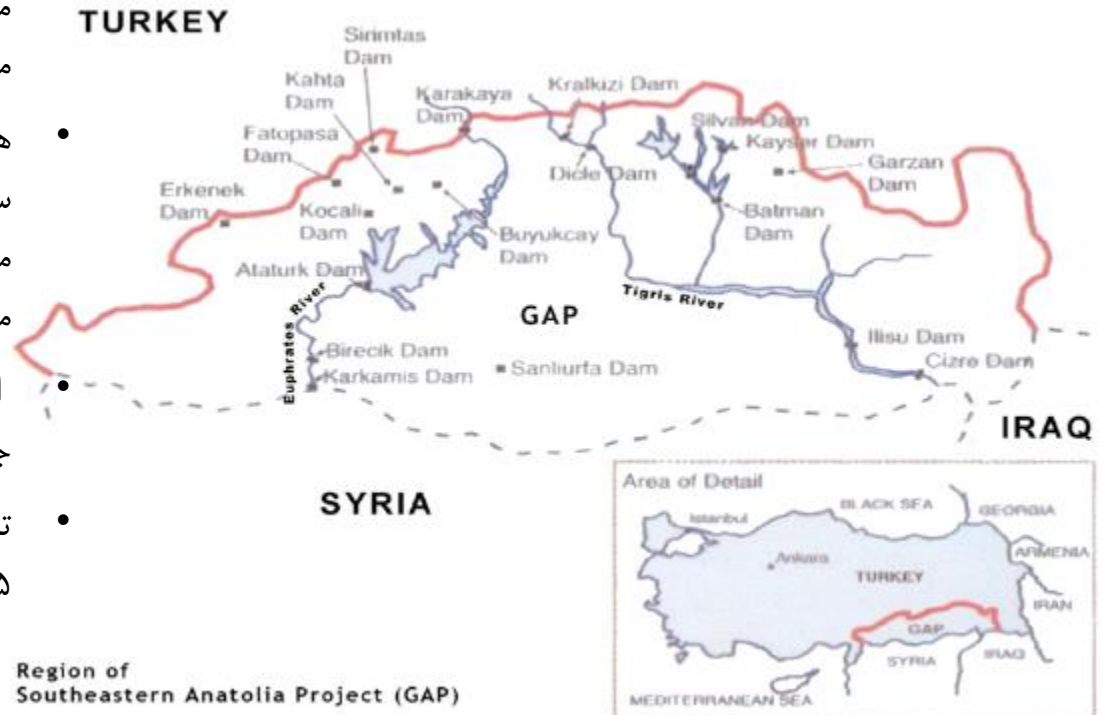 TURKEY
Sirimtas
Dam
Kahta
Dam
Karakaya
Dam
Kralkizi Dam
Silvan Dam
Fatopasa
Dam
Kayser Dam
Garzan
Dam
Dicle Dam
Erkenek
Dam
Kocali
Dam
Batman
Dam
Buyukcay
Dam
Ataturk Dam
Euphrates River
Tigris River
GAP
Birecik Dam
Ilisu Dam
Sanliurfa Dam
Cizre Dam
Karkamis Dam
IRAQ
SYRIA
Area of Detail
BLACK SEA
GEORGIA
Istanbul
ARMENIA
Ankara
TURKEY
IRAN
GAP
SYRIA
IRAQ
MEDITERRANEAN SEA
Region of
Southeastern Anatolia Project (GAP)